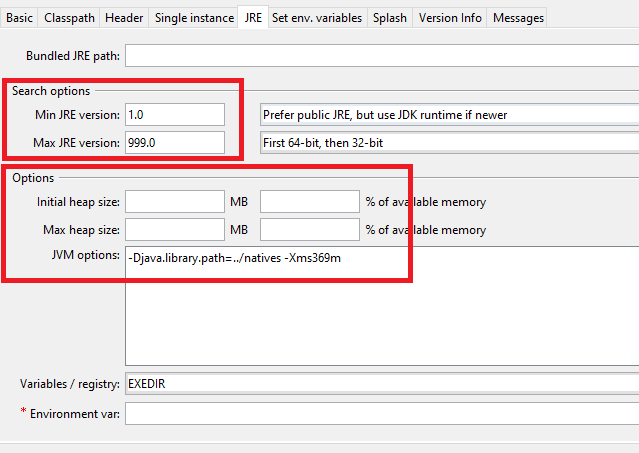 Basic Classpath Header Single instance JRE Set env. variables Splash Version Info Messages
Bundled JRE path:
Search options
Min JRE version: 1.0 Prefer public JRE, but use JDK runtime if newer
Max JRE version: 999.0 First 64-bit, then 32-bit
Options
Initial heap size: MB % of available memory
Max heap size: MB % of available memory
JVM options: -Djava.library.path=../natives -Xms369m
Variables / registry: EXEDIR
* Environment var: